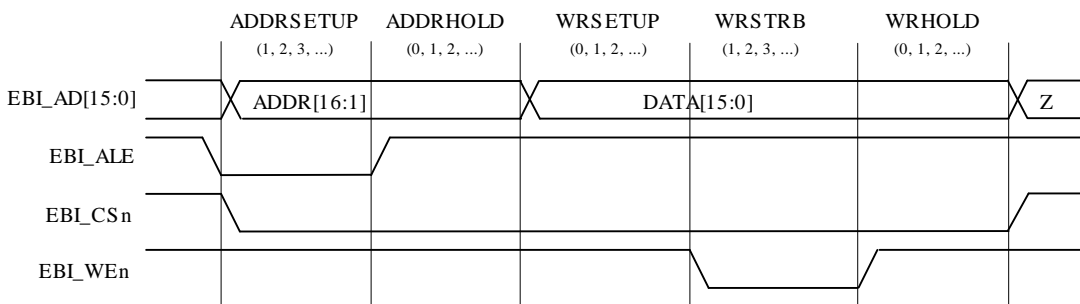 ADDRSETUP ADDRHOLD WRSETUP WRSTRB WRHOLD
(1, 2, 3, ...) (0, 1, 2, ...) (0, 1, 2, ...) (1, 2, 3, ...) (0, 1, 2, ...)
EBI_AD[15:0] ADDR[16:1] DATA[15:0] Z
EBI_ALE
EBI_CSn
EBI_WEn